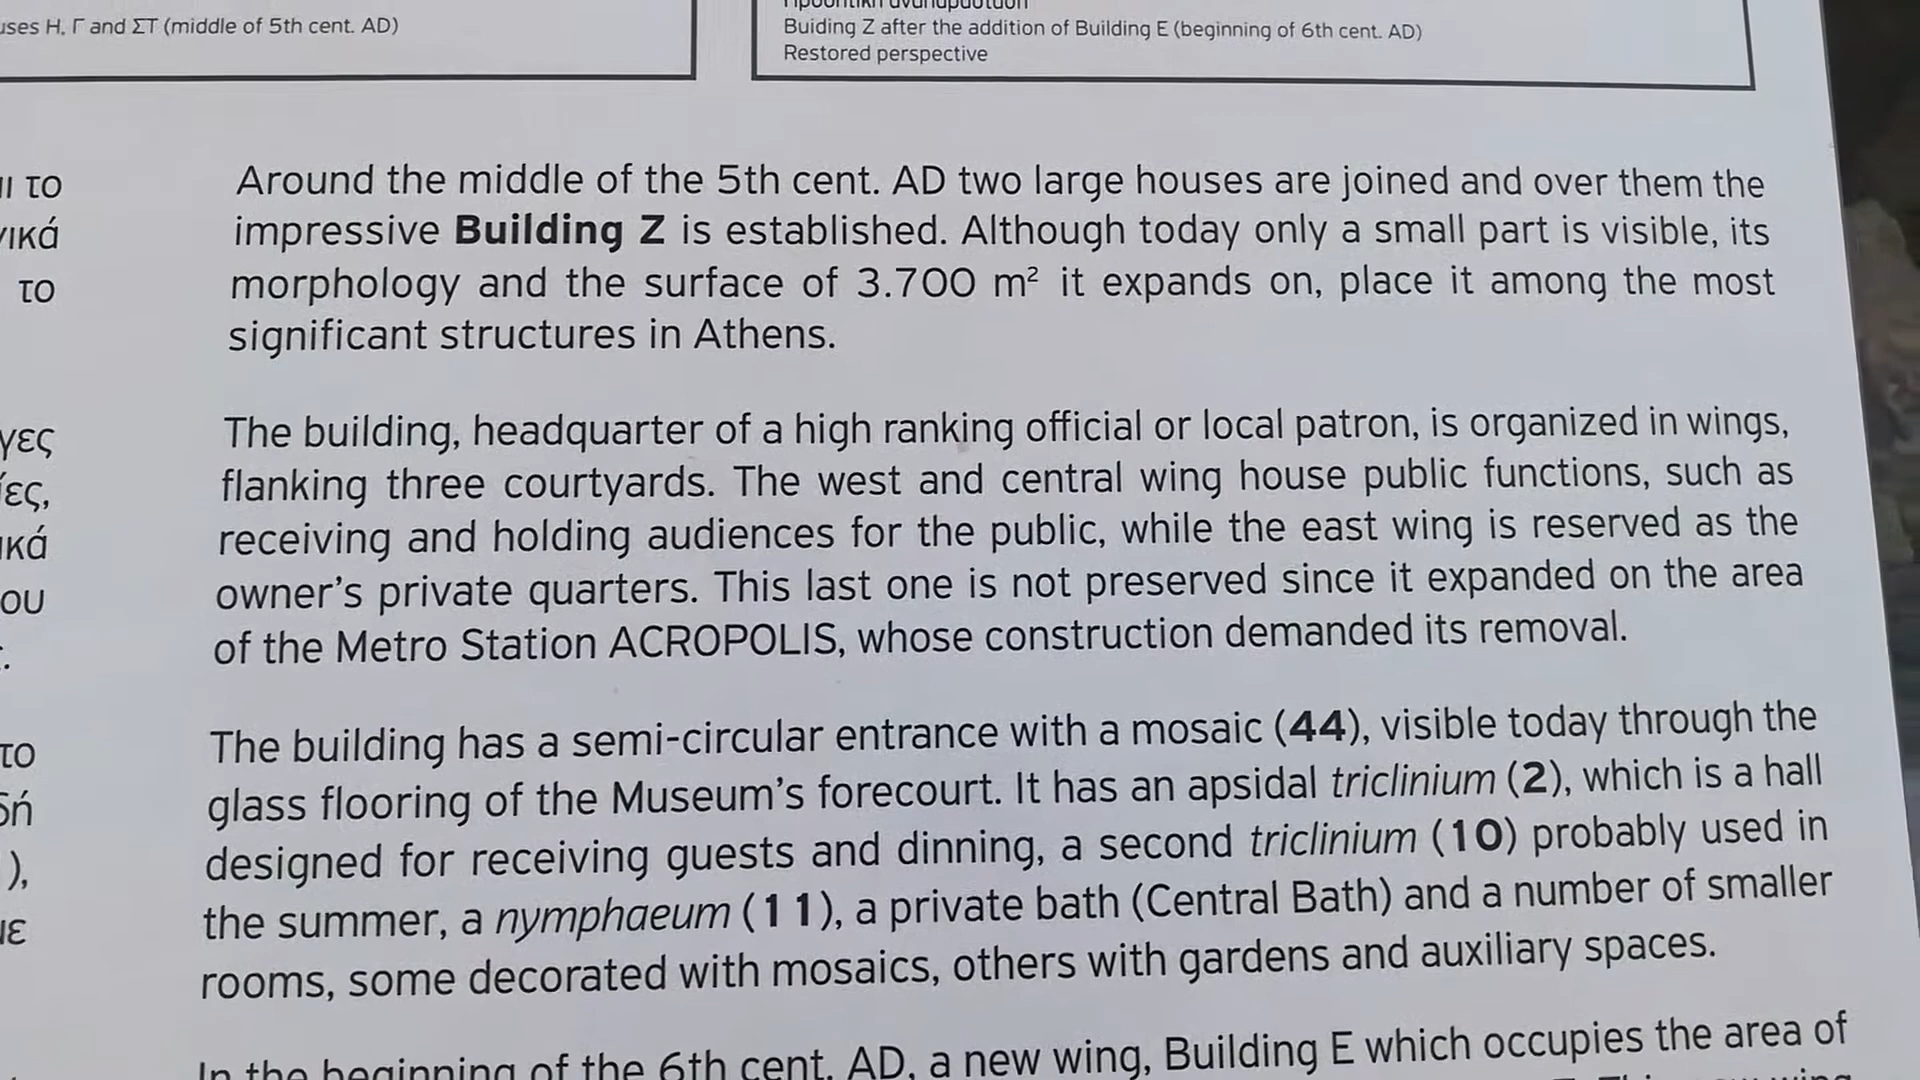 uses H, Γ and ΣΤ (middle of 5th cent. AD)
Buiding Z after the addition of Building E (beginning of 6th cent. AD)
Restored perspective
ι το
νικά
το
γες
ίες,
ικά
ου
το
δή
),
με
Around the middle of the 5th cent. AD two large houses are joined and over them the
impressive Building Z is established. Although today only a small part is visible, its
morphology and the surface of 3.700 m² it expands on, place it among the most
significant structures in Athens.
The building, headquarter of a high ranking official or local patron, is organized in wings,
flanking three courtyards. The west and central wing house public functions, such as
receiving and holding audiences for the public, while the east wing is reserved as the
owner's private quarters. This last one is not preserved since it expanded on the area
of the Metro Station ACROPOLIS, whose construction demanded its removal.
The building has a semi-circular entrance with a mosaic (44), visible today through the
glass flooring of the Museum's forecourt. It has an apsidal triclinium (2), which is a hall
designed for receiving guests and dinning, a second triclinium (10) probably used in
the summer, a nymphaeum (11), a private bath (Central Bath) and a number of smaller
rooms, some decorated with mosaics, others with gardens and auxiliary spaces.
In the beginning of the 6th cent. AD, a new wing, Building E which occupies the area of